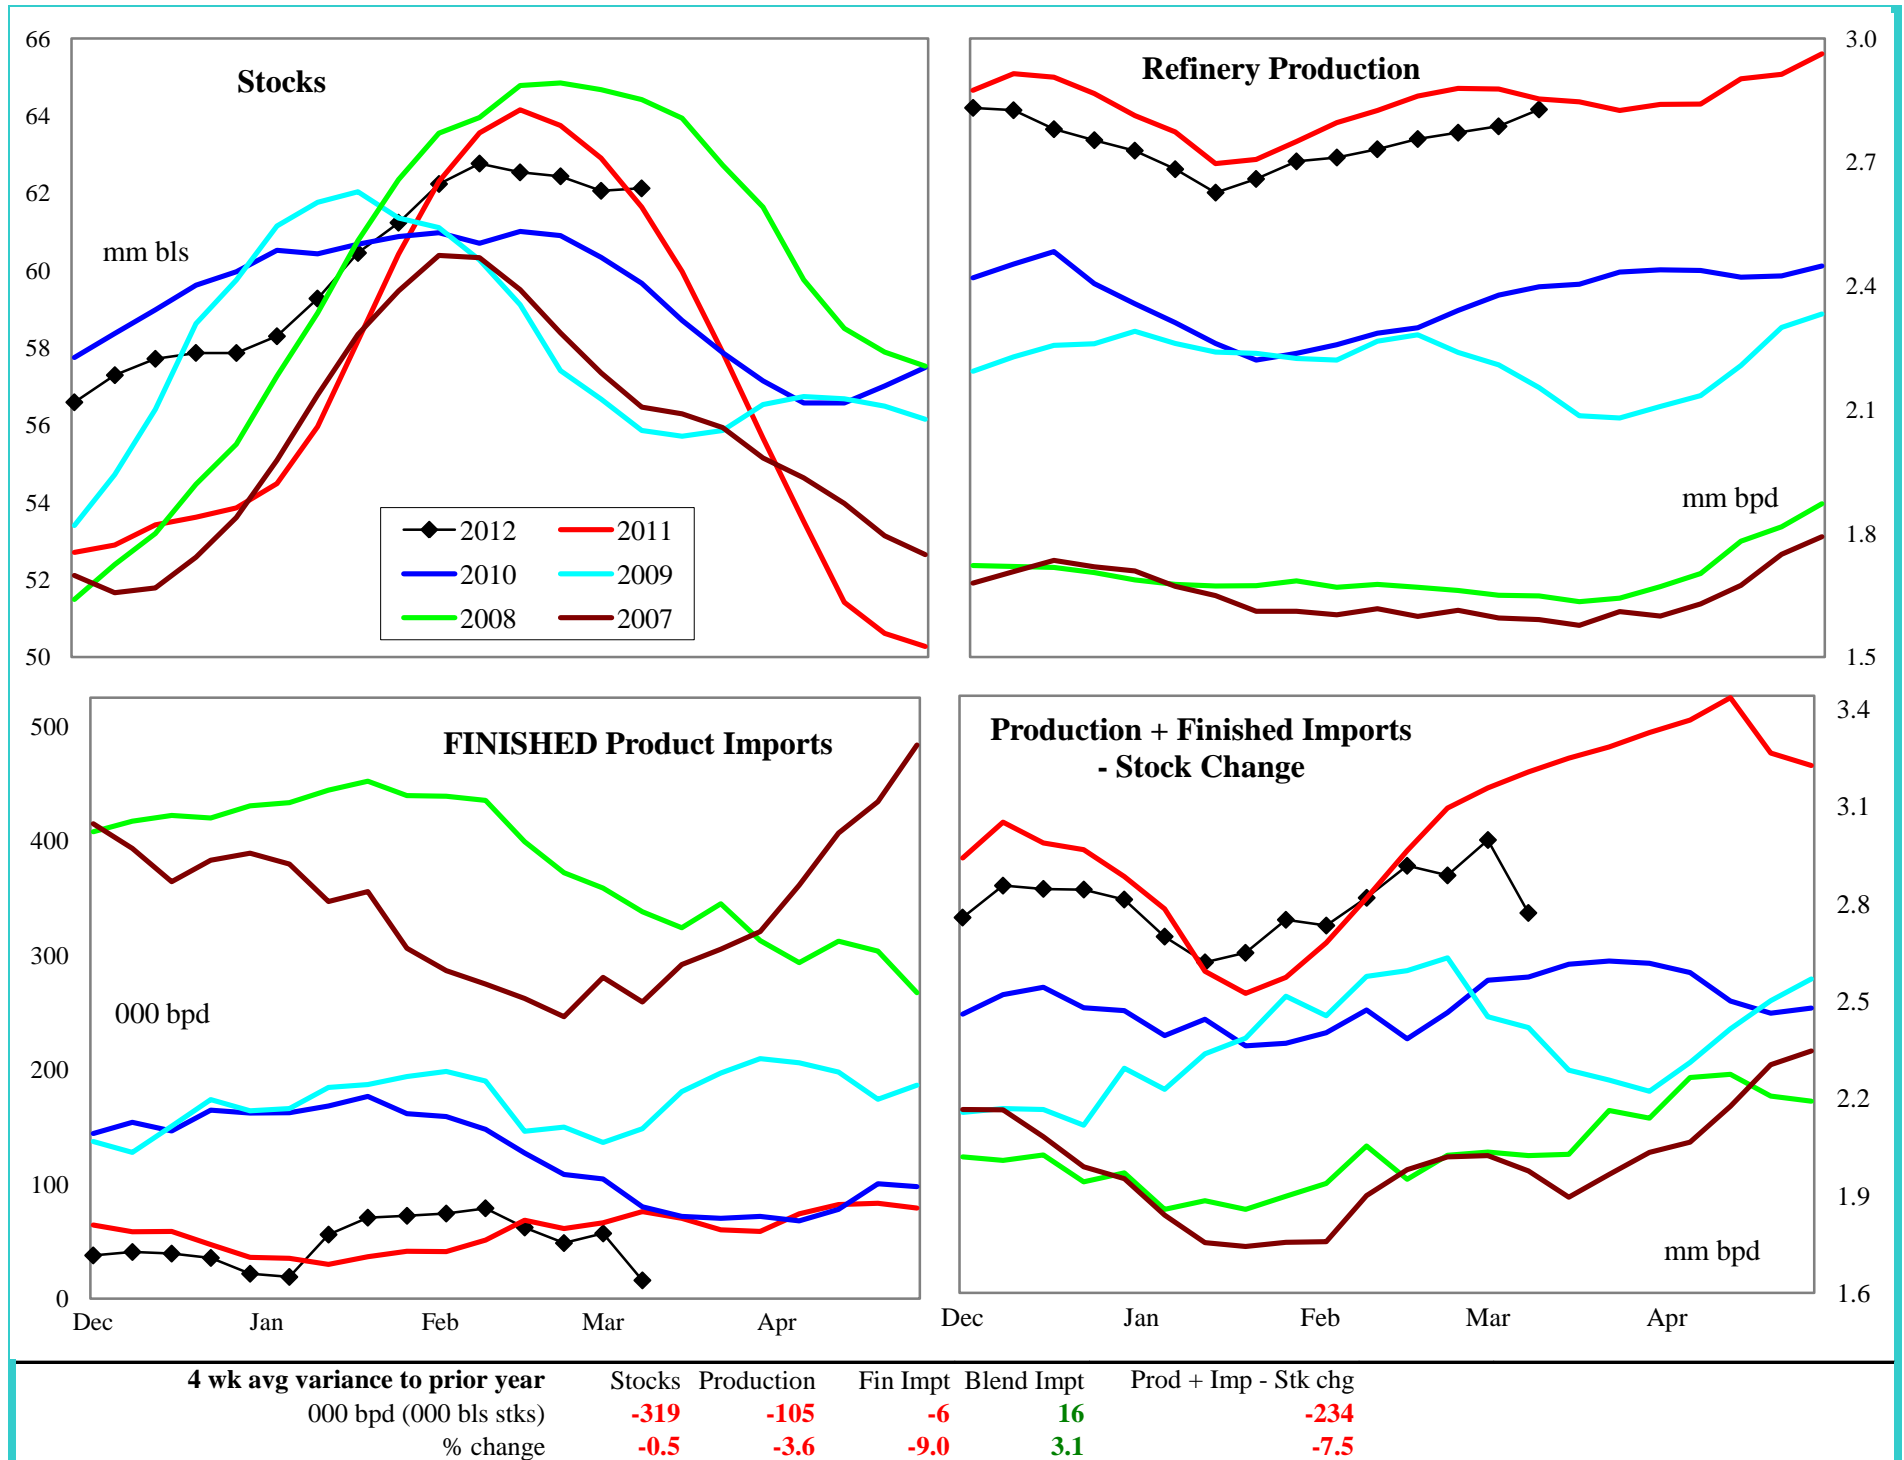 Stocks
66
64
62
60
58
56
54
52
50
mm bls
2012 2011
2010 2009
2008 2007
Refinery Production
3.0
2.7
2.4
2.1
1.8
1.5
mm bpd
FINISHED Product Imports
500
400
300
200
100
0
000 bpd
Dec Jan Feb Mar Apr
Production + Finished Imports
- Stock Change
3.4
3.1
2.8
2.5
2.2
1.9
1.6
mm bpd
Dec Jan Feb Mar Apr
4 wk avg variance to prior year Stocks Production Fin Impt Blend Impt Prod + Imp - Stk chg
000 bpd (000 bls stks) -319 -105 -6 16 -234
% change -0.5 -3.6 -9.0 3.1 -7.5